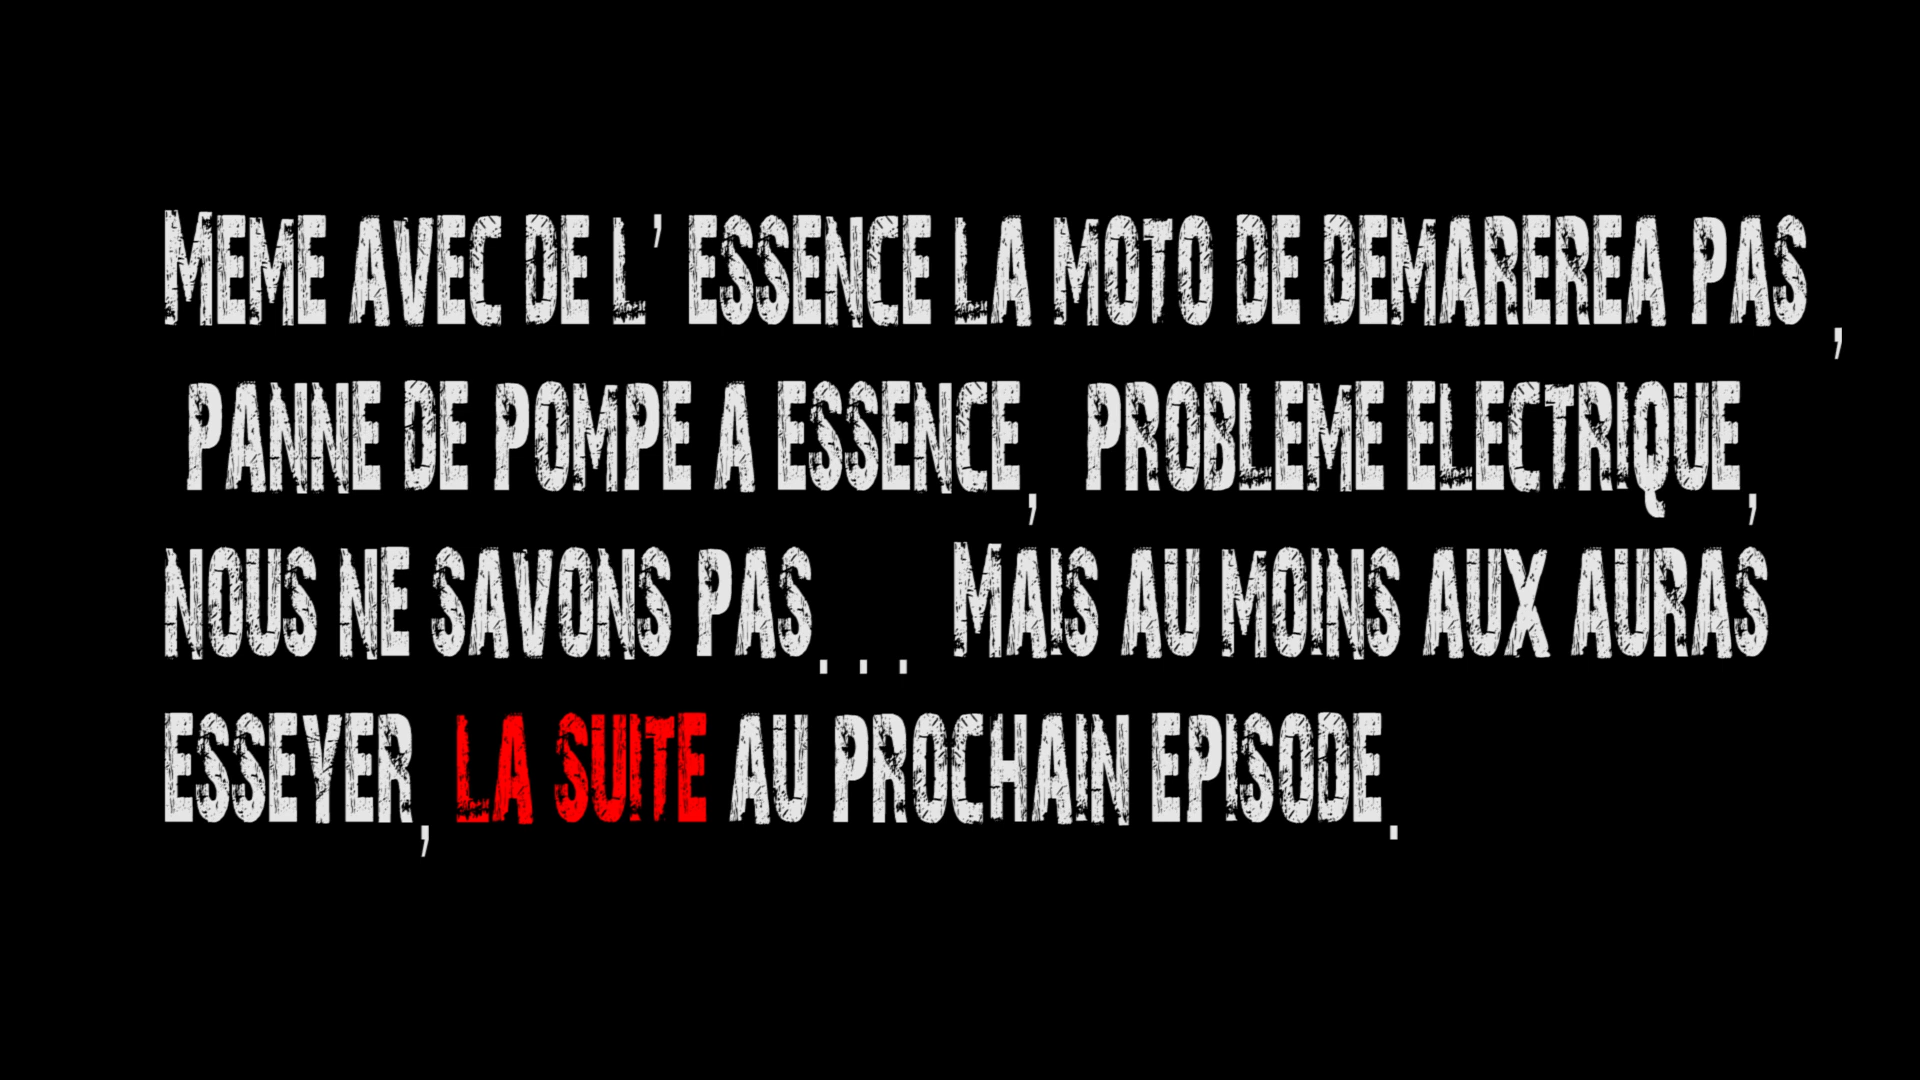 MEME AVEC DE L' ESSENCE LA MOTO DE DEMAREREA PAS ,
PANNE DE POMPE A ESSENCE, PROBLEME ELECTRIQUE,
NOUS NE SAVONS PAS... MAIS AU MOINS AUX AURAS
ESSEYER, LA SUITE AU PROCHAIN EPISODE.